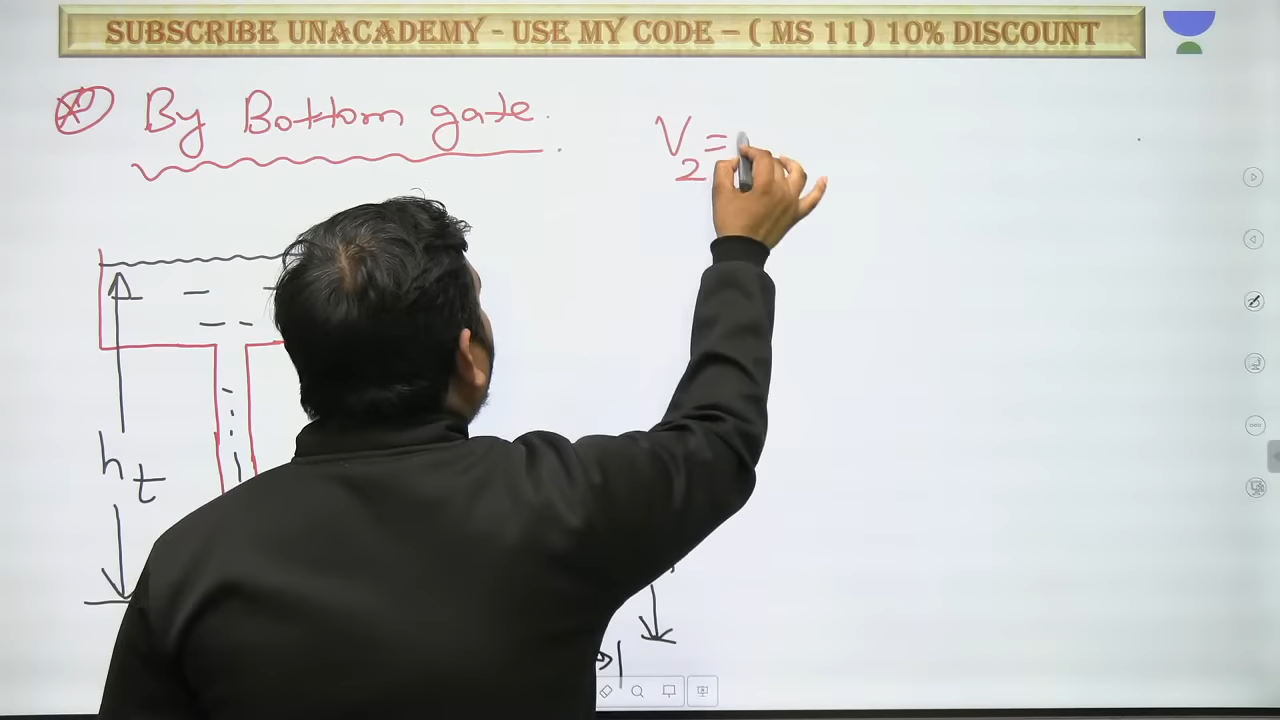 SUBSCRIBE UNACADEMY - USE MY CODE – ( MS 11) 10% DISCOUNT
By Bottom gate.
V2 =
ht